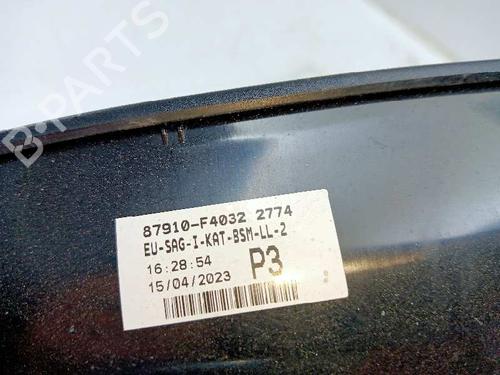 B-PARTS
87910-F4032 2774
EU-SAG-I-KAT-BSM-LL-2
16:28:54
15/04/2023
P3